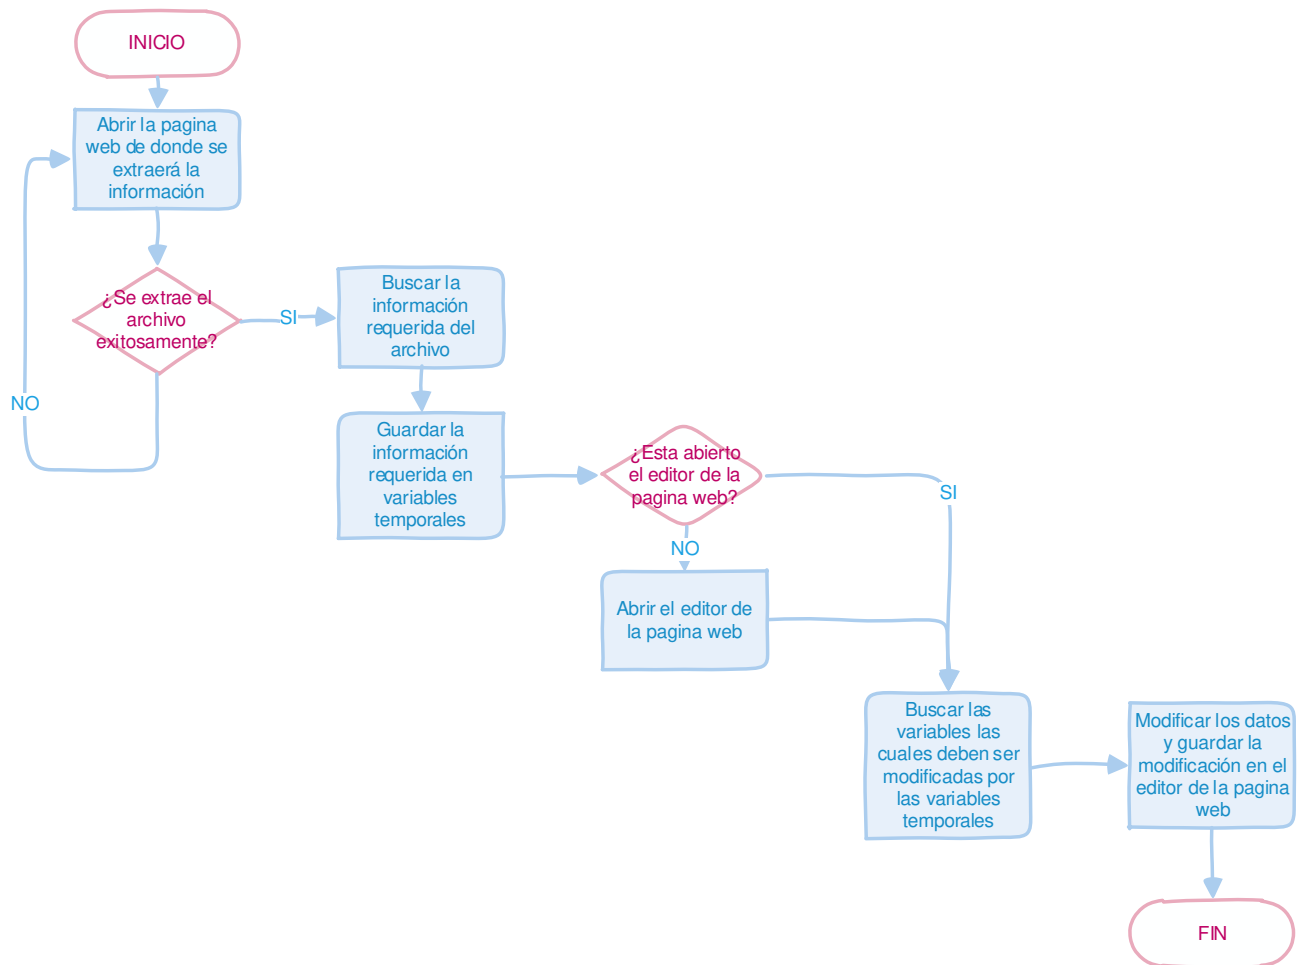 INICIO
Abrir la pagina
web de donde se
extraerá la
información
¿Se extrae el
archivo
exitosamente?
SI
NO
Buscar la
información
requerida del
archivo
Guardar la
información
requerida en
variables
temporales
¿Esta abierto
el editor de la
pagina web?
SI
NO
Abrir el editor de
la pagina web
Buscar las
variables las
cuales deben ser
modificadas por
las variables
temporales
Modificar los datos
y guardar la
modificación en el
editor de la pagina
web
FIN